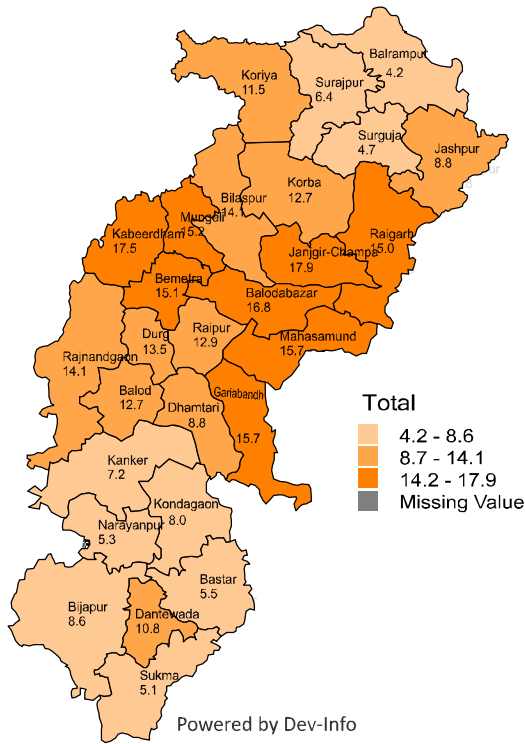 Balrampur
4.2
Koriya
11.5
Surajpur
6.4
Surguja
4.7
Jashpur
8.8
Korba
12.7
Bilaspur
14.1
Mungeli
15.2
Kabeerdham
17.5
Raigarh
15.0
Janjgir-Champa
17.9
Bemetra
15.1
Balodabazar
16.8
Raipur
12.9
Durg
13.5
Mahasamund
15.7
Rajnandgaon
14.1
Balod
12.7
Dhamtari
8.8
Gariabandh
15.7
Kanker
7.2
Kondagaon
8.0
Narayanpur
5.3
Bastar
5.5
Bijapur
8.6
Dantewada
10.8
Sukma
5.1
Total
4.2 - 8.6
8.7 - 14.1
14.2 - 17.9
Missing Value
Powered by Dev-Info